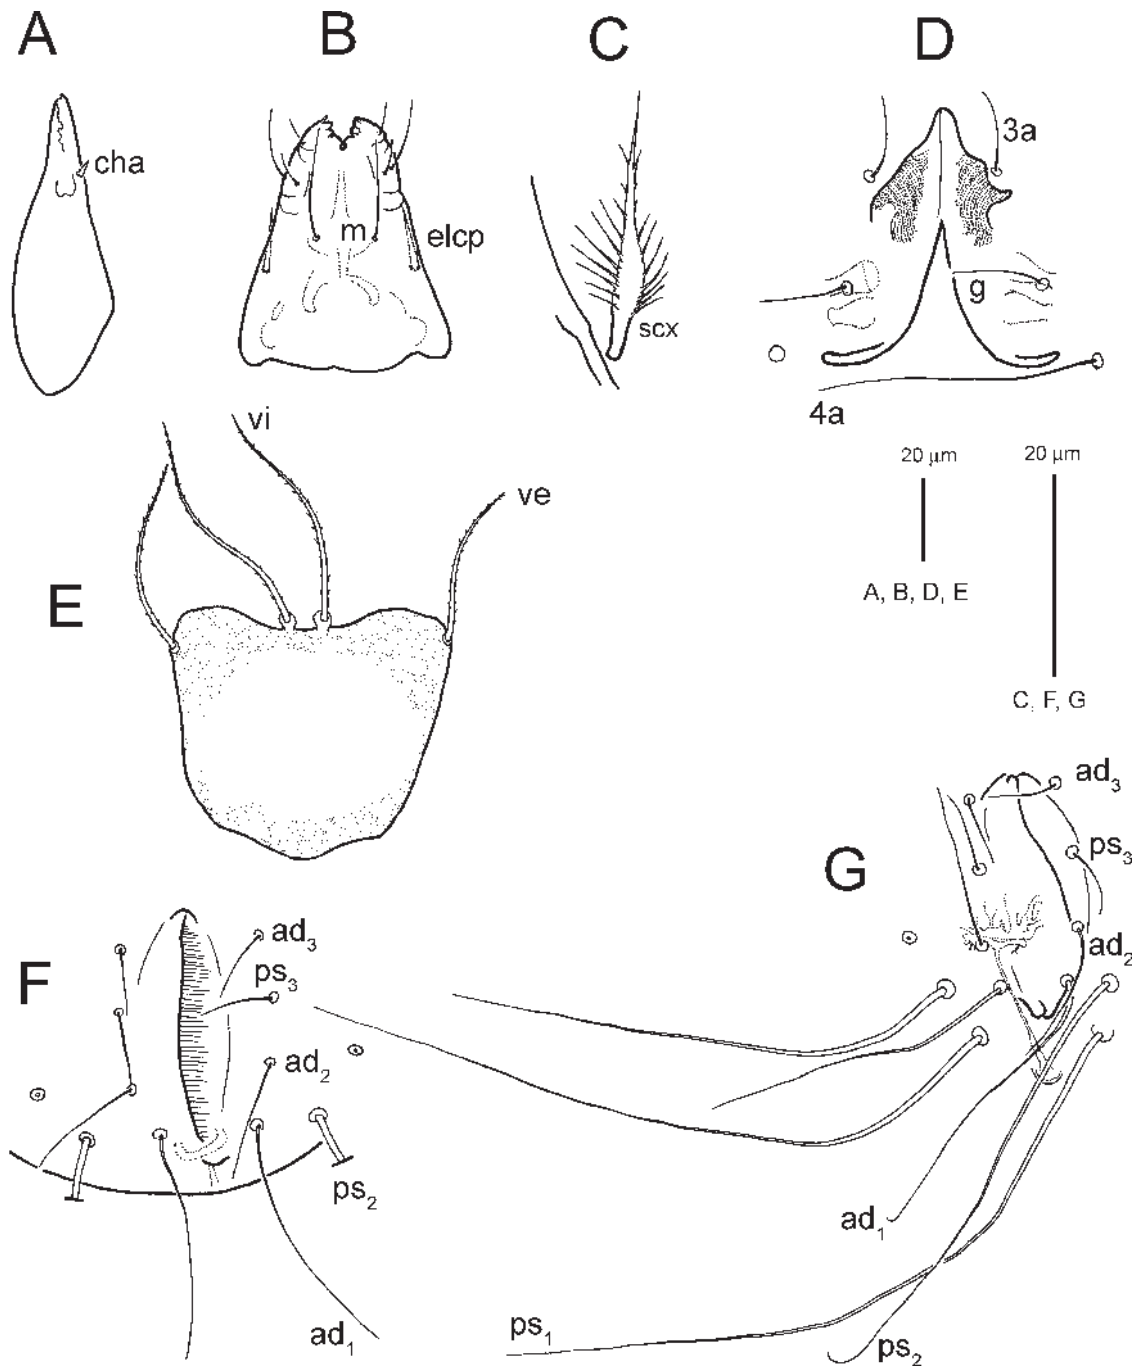 A
B
C
D
cha
m
elcp
scx
3a
g
4a
vi
ve
E
20 μm
20 μm
A, B, D, E
C, F, G
G
ad3
ps3
ad2
ad1
ps1
ps2
F
ad3
ps3
ad2
ps2
ad1